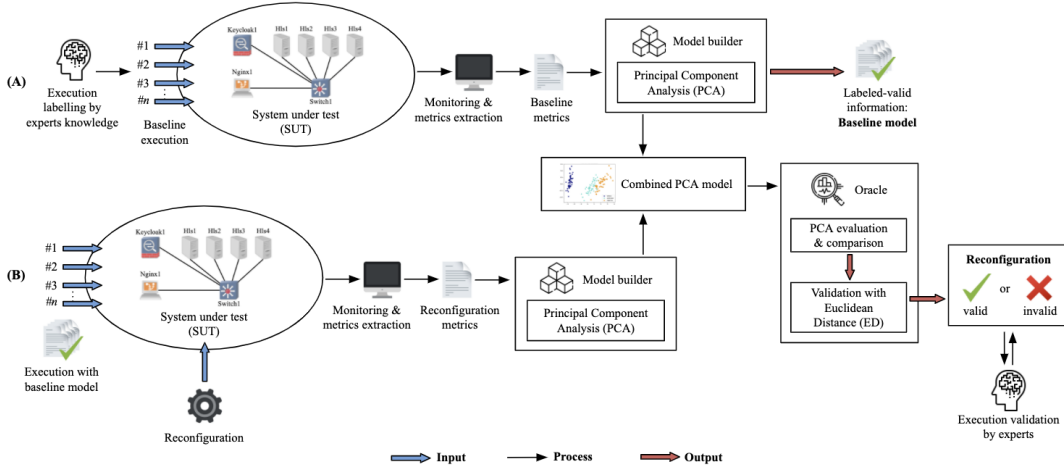 (A)
Execution
labelling by
experts knowledge
#1
#2
#3
⋮
#n
Baseline
execution
Keycloak1
Hls1
Hls2
Hls3
Hls4
Nginx1
Switch1
System under test
(SUT)
Monitoring &
metrics extraction
Baseline
metrics
Model builder
Principal Component
Analysis (PCA)
Labeled-valid
information:
Baseline model
Combined PCA model
Oracle
PCA evaluation
& comparison
Validation with
Euclidean
Distance (ED)
Reconfiguration
valid
or
invalid
Execution validation
by experts
(B)
#1
#2
#3
⋮
#n
Execution with
baseline model
Keycloak1
Hls1
Hls2
Hls3
Hls4
Nginx1
Switch1
System under test
(SUT)
Reconfiguration
Monitoring &
metrics extraction
Reconfiguration
metrics
Model builder
Principal Component
Analysis (PCA)
Input
Process
Output